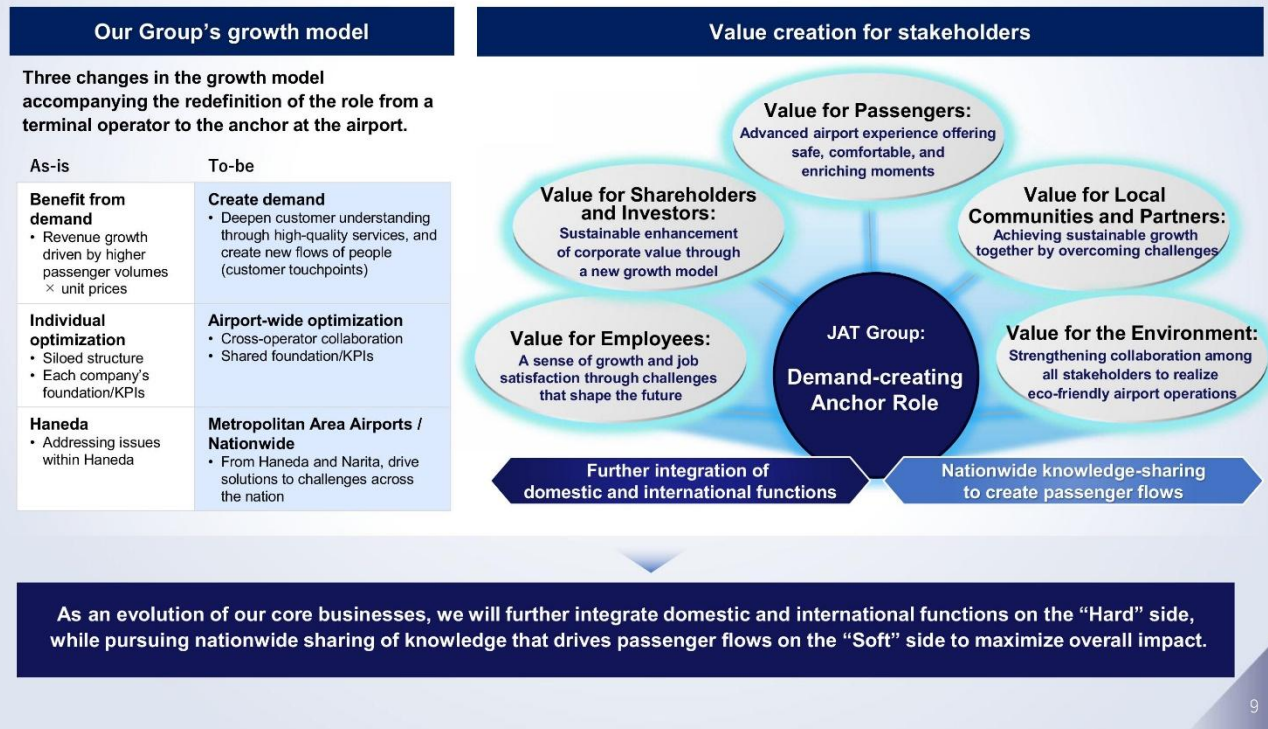 Our Group's growth model
Three changes in the growth model
accompanying the redefinition of the role from a
terminal operator to the anchor at the airport.
As-is
To-be
Benefit from
demand
• Revenue growth
driven by higher
passenger volumes
× unit prices
Create demand
• Deepen customer understanding
through high-quality services, and
create new flows of people
(customer touchpoints)
Individual
optimization
• Siloed structure
• Each company's
foundation/KPIs
Airport-wide optimization
• Cross-operator collaboration
• Shared foundation/KPIs
Haneda
• Addressing issues
within Haneda
Metropolitan Area Airports /
Nationwide
• From Haneda and Narita, drive
solutions to challenges across
the nation
Value creation for stakeholders
Value for Passengers:
Advanced airport experience offering
safe, comfortable, and
enriching moments
Value for Shareholders
and Investors:
Sustainable enhancement
of corporate value through
a new growth model
Value for Local
Communities and Partners:
Achieving sustainable growth
together by overcoming challenges
Value for Employees:
A sense of growth and job
satisfaction through challenges
that shape the future
JAT Group:
Demand-creating
Anchor Role
Value for the Environment:
Strengthening collaboration among
all stakeholders to realize
eco-friendly airport operations
Further integration of
domestic and international functions
Nationwide knowledge-sharing
to create passenger flows
As an evolution of our core businesses, we will further integrate domestic and international functions on the “Hard” side,
while pursuing nationwide sharing of knowledge that drives passenger flows on the “Soft” side to maximize overall impact.
9